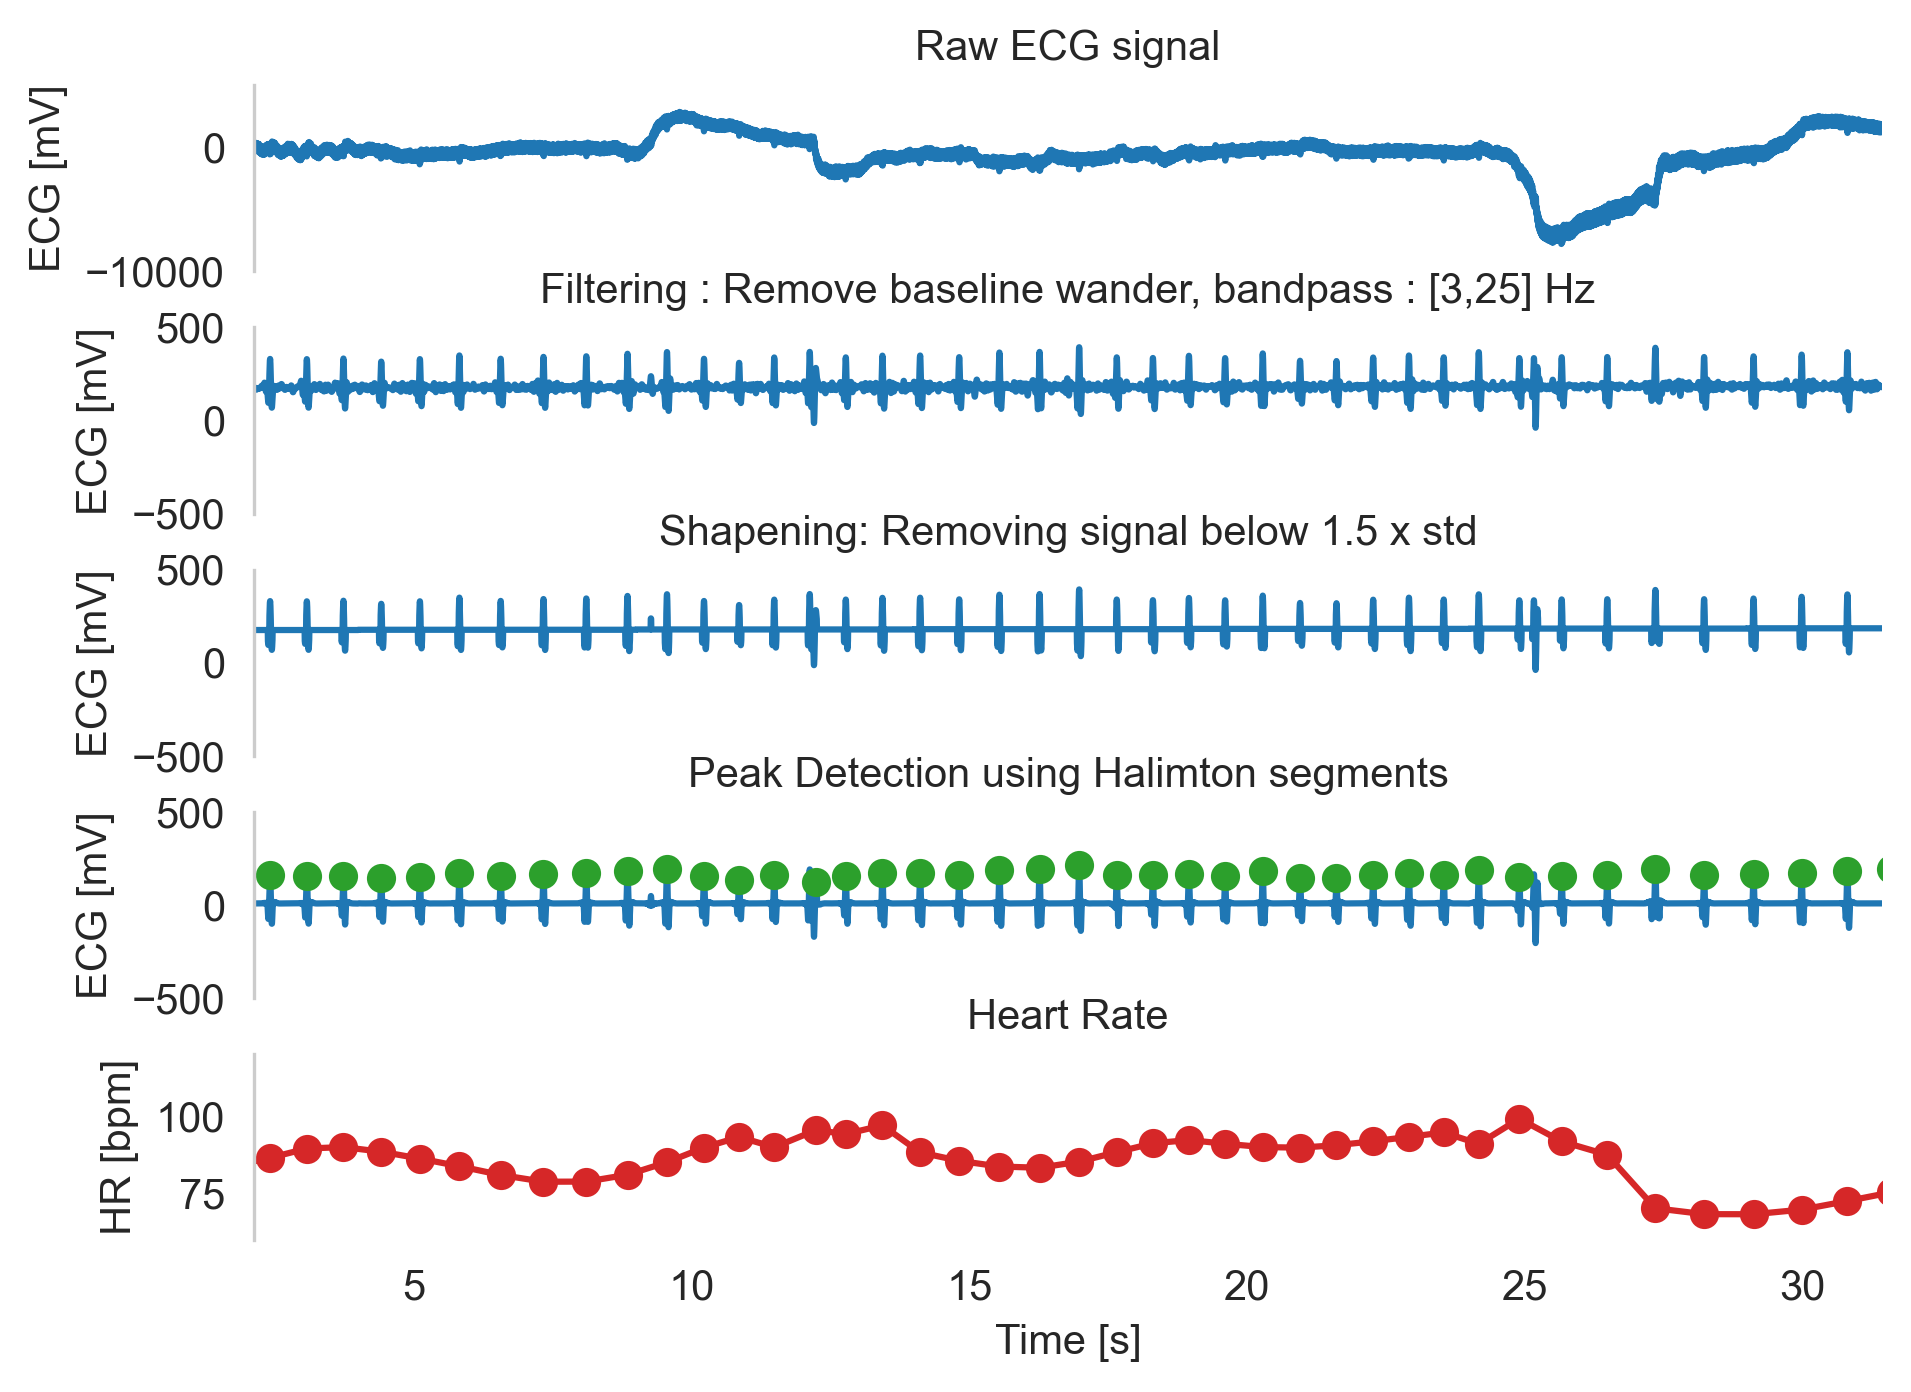 Raw ECG signal
ECG [mV]
0
−10000
Filtering : Remove baseline wander, bandpass : [3,25] Hz
ECG [mV]
500
0
−500
Shapening: Removing signal below 1.5 x std
ECG [mV]
500
0
−500
Peak Detection using Halimton segments
ECG [mV]
500
0
−500
Heart Rate
HR [bpm]
100
75
5 10 15 20 25 30
Time [s]